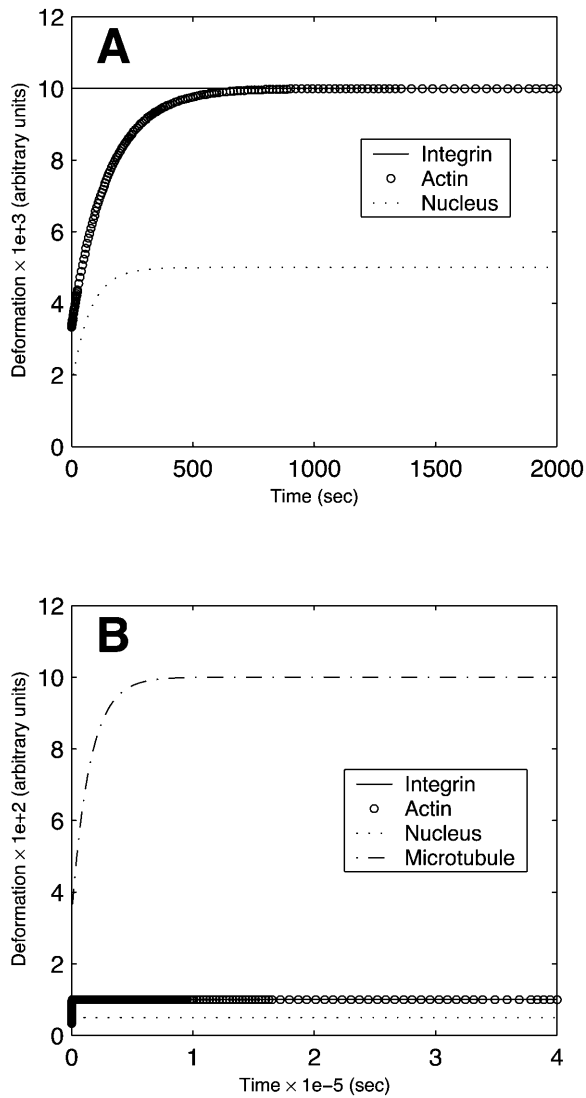 A
12
10
8
6
4
2
0
Deformation × 1e+3 (arbitrary units)
Integrin
Actin
Nucleus
0 500 1000 1500 2000
Time (sec)
B
12
10
8
6
4
2
0
Deformation × 1e+2 (arbitrary units)
Integrin
Actin
Nucleus
Microtubule
0 1 2 3 4
Time × 1e−5 (sec)